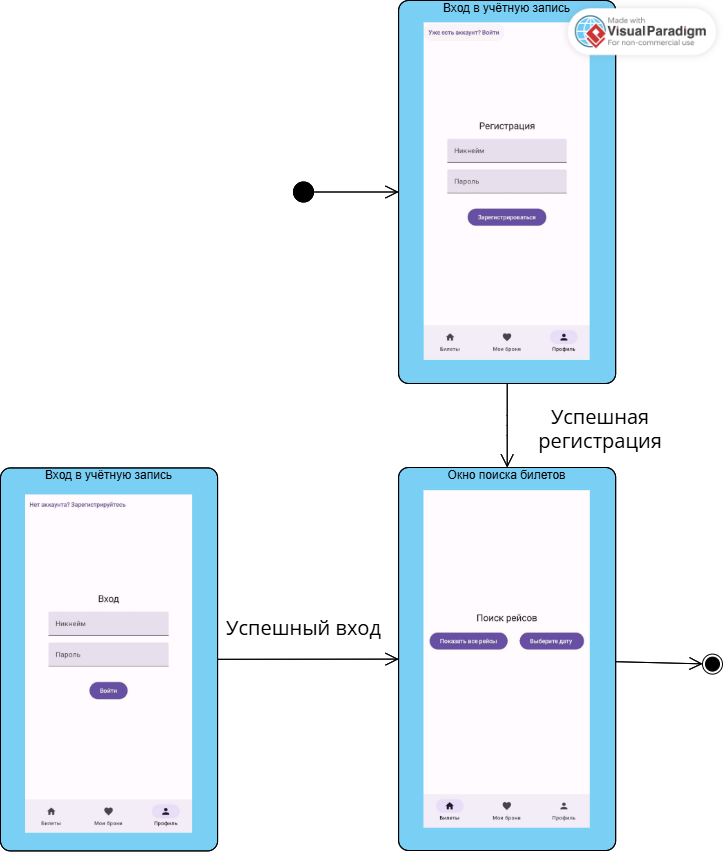 Вход в учётную запись
Made with
VisualParadigm
For non-commercial use
Уже есть аккаунт? Войти
Регистрация
Никнейм
Пароль
Зарегистрироваться
Билеты
Мои брони
Профиль
Успешная
регистрация
Вход в учётную запись
Нет аккаунта? Зарегистрируйтесь
Вход
Никнейм
Пароль
Войти
Билеты
Мои брони
Профиль
Успешный вход
Окно поиска билетов
Поиск рейсов
Показать все рейсы
Выберите дату
Билеты
Мои брони
Профиль